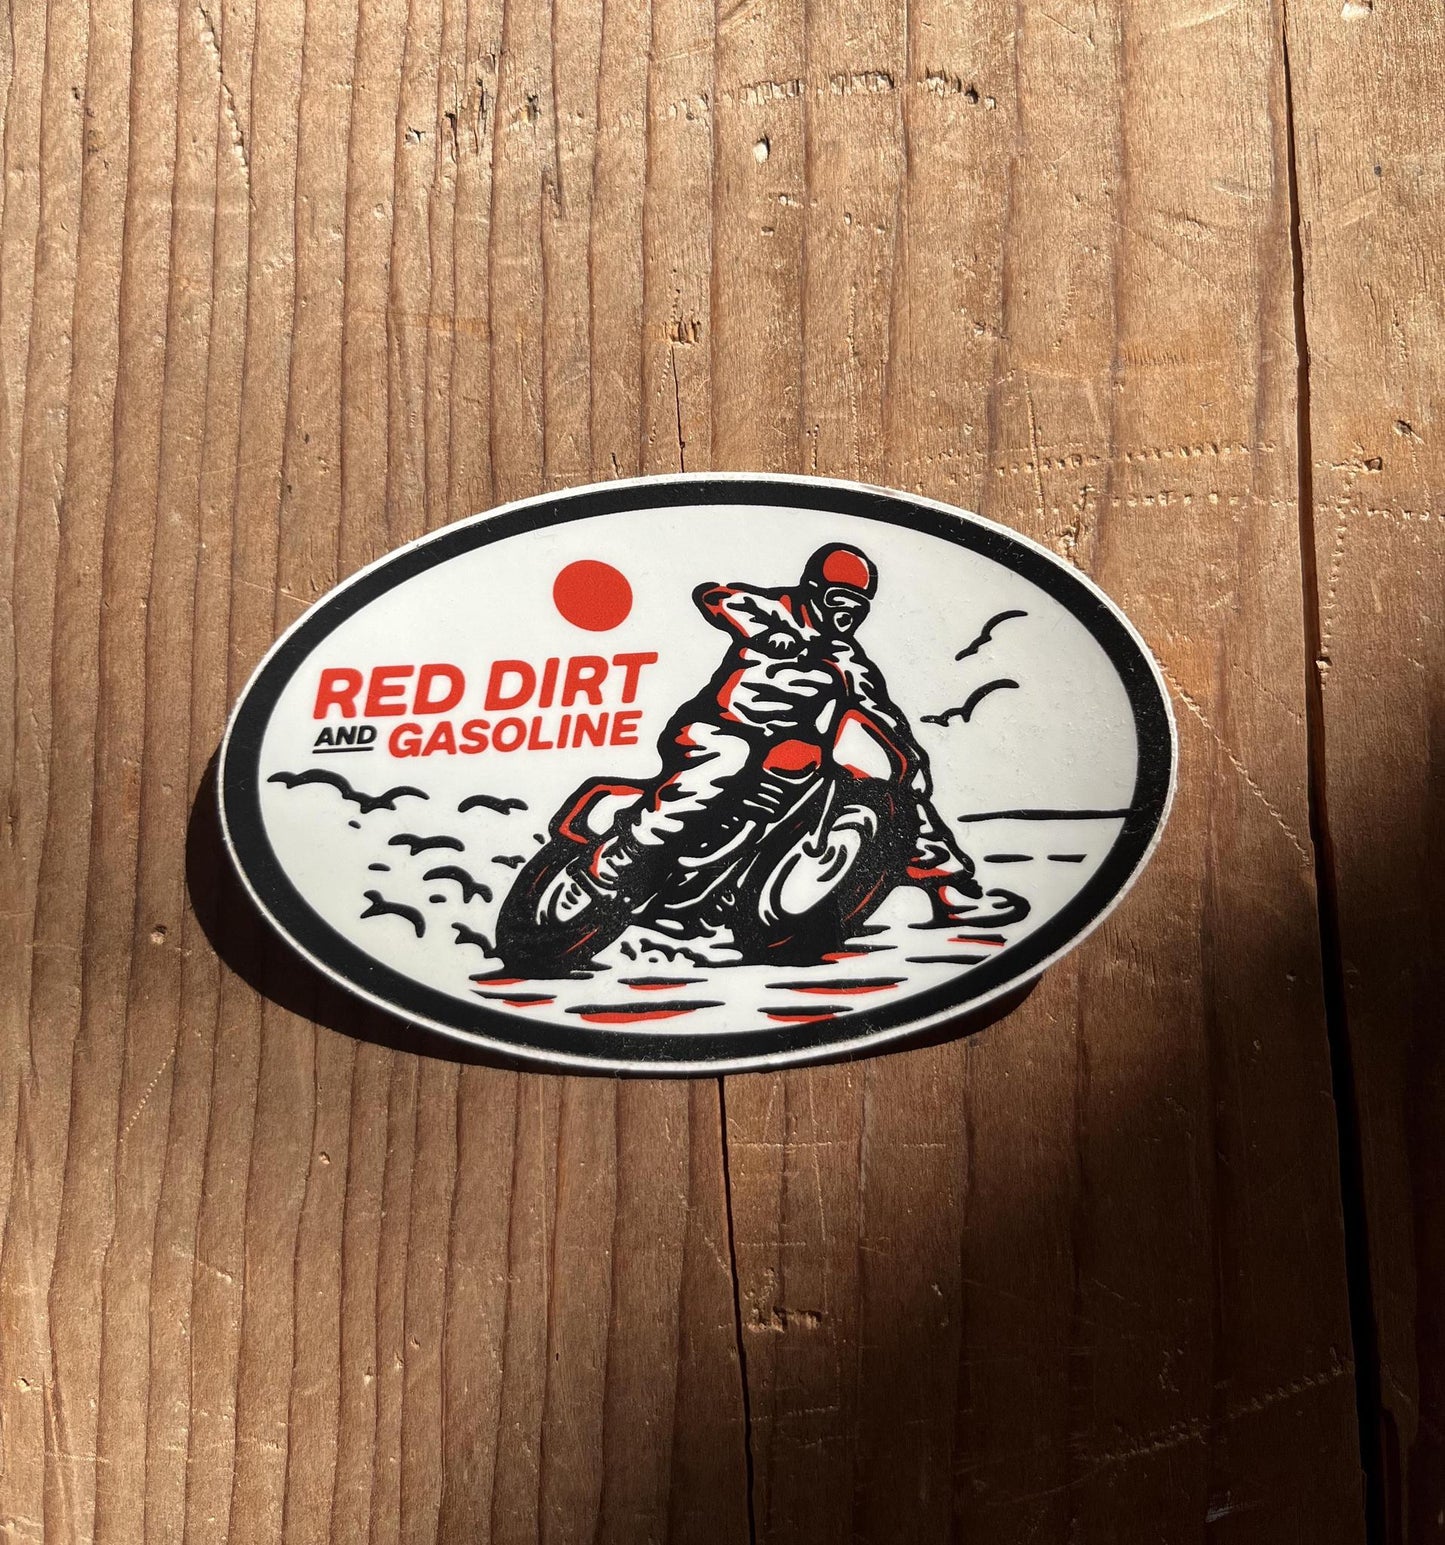 RED DIRT
AND GASOLINE